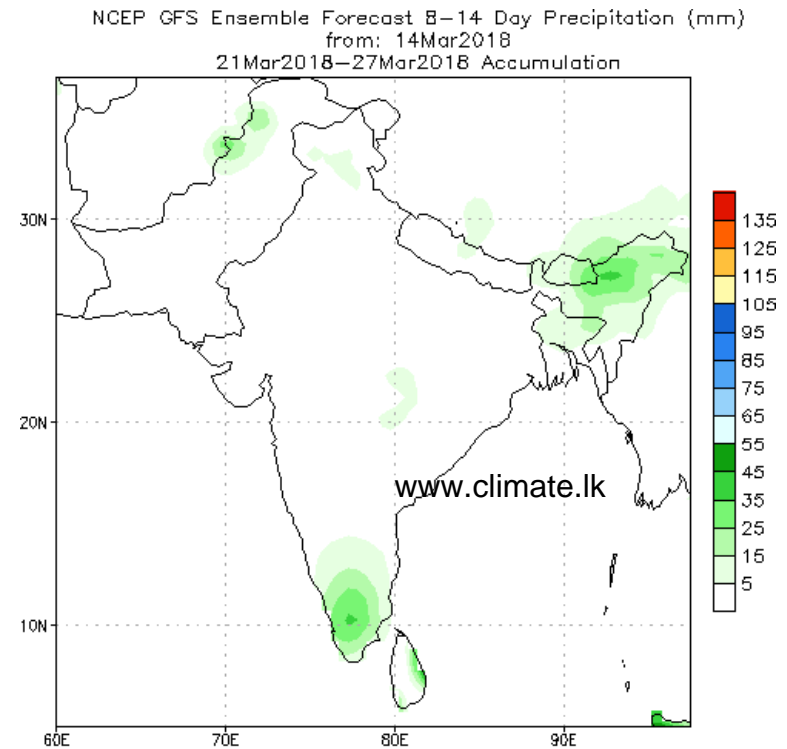 NCEP GFS Ensemble Forecast 8-14 Day Precipitation (mm)
from: 14Mar2018
21Mar2018-27Mar2018 Accumulation
30N
20N
10N
60E
70E
80E
90E
www.climate.lk
135
125
115
105
95
85
75
65
55
45
35
25
15
5